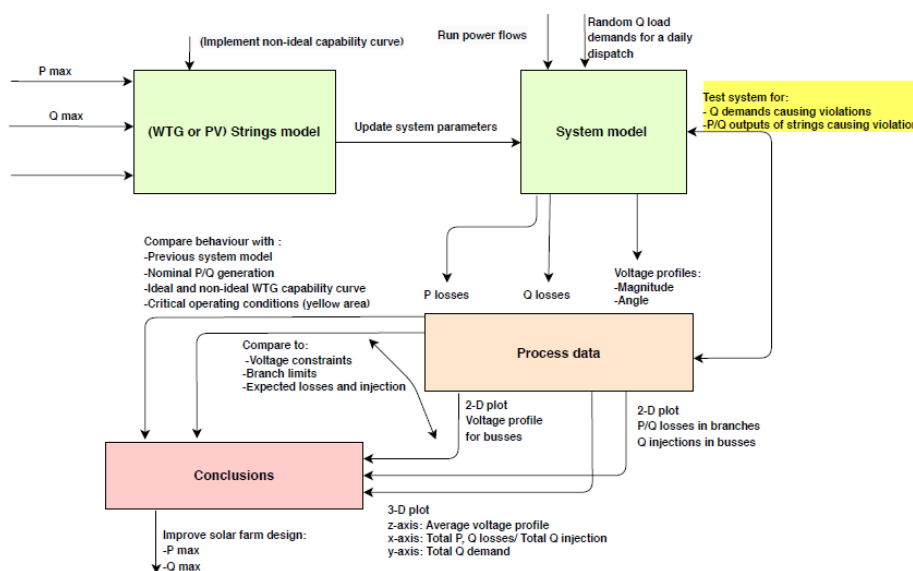 (Implement non-ideal capability curve)
Run power flows
Random Q load
demands for a daily
dispatch
P max
Q max
(WTG or PV) Strings model
Update system parameters
System model
Test system for:
- Q demands causing violations
-P/Q outputs of strings causing violation
Compare behaviour with :
-Previous system model
-Nominal P/Q generation
-Ideal and non-ideal WTG capability curve
-Critical operating conditions (yellow area)
P losses
Q losses
Voltage profiles:
-Magnitude
-Angle
Process data
Compare to:
-Voltage constraints
-Branch limits
-Expected losses and injection
2-D plot
Voltage profile
for busses
2-D plot
P/Q losses in branches
Q injections in busses
Conclusions
3-D plot
z-axis: Average voltage profile
x-axis: Total P, Q losses/ Total Q injection
y-axis: Total Q demand
Improve solar farm design:
-P max
-Q max